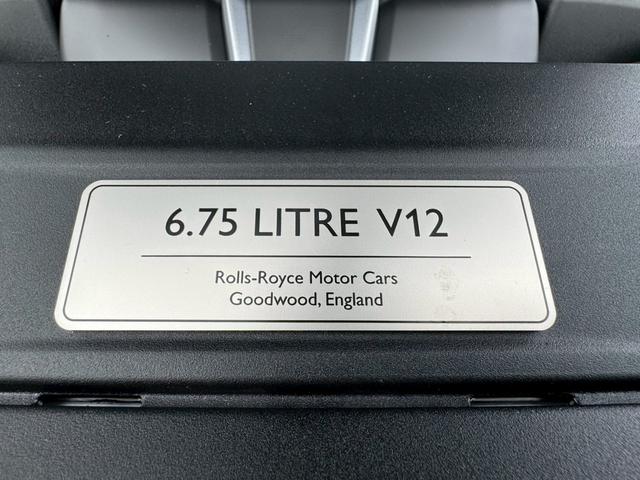 6.75 LITRE V12
Rolls-Royce Motor Cars
Goodwood, England